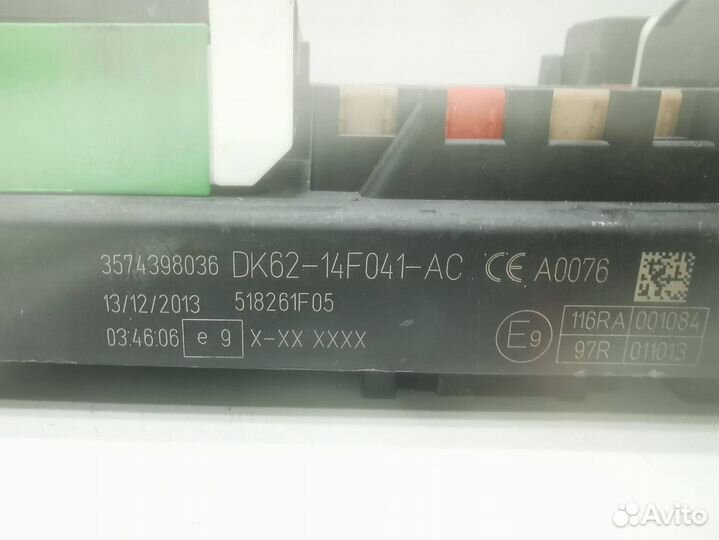 3574398036 DK62-14F041-AC CE A0076
13/12/2013 518261F05
03:46:06 e 9 X-XX XXXX
E9 116RA 001084
97R 011013
Avito